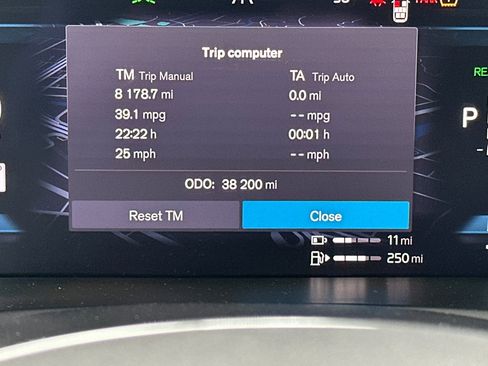 Trip computer
TM Trip Manual TA Trip Auto
8 178.7 mi 0.0 mi
39.1 mpg -- mpg
22:22 h 00:01 h
25 mph -- mph
ODO: 38 200 mi
Reset TM Close
P
11 mi
250 mi